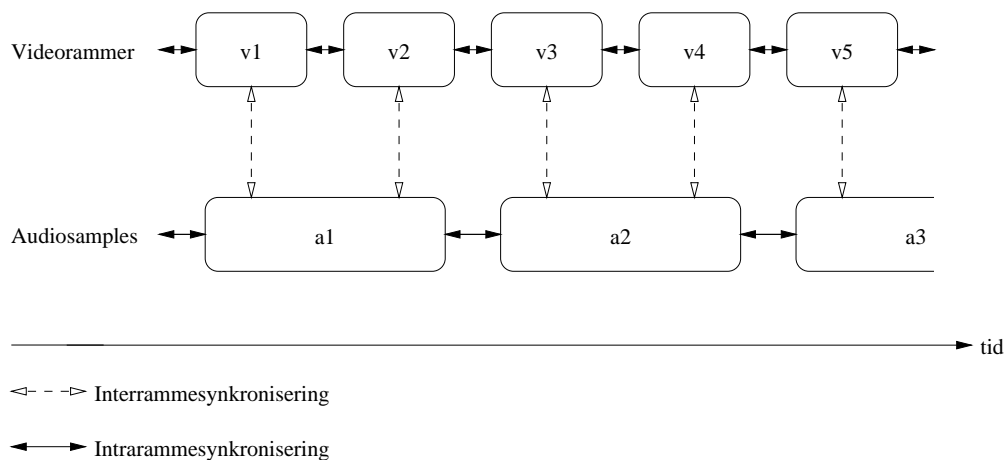 Videorammer v1 v2 v3 v4 v5
Audiosamples a1 a2 a3
tid
Interrammesynkronisering
Intrarammesynkronisering